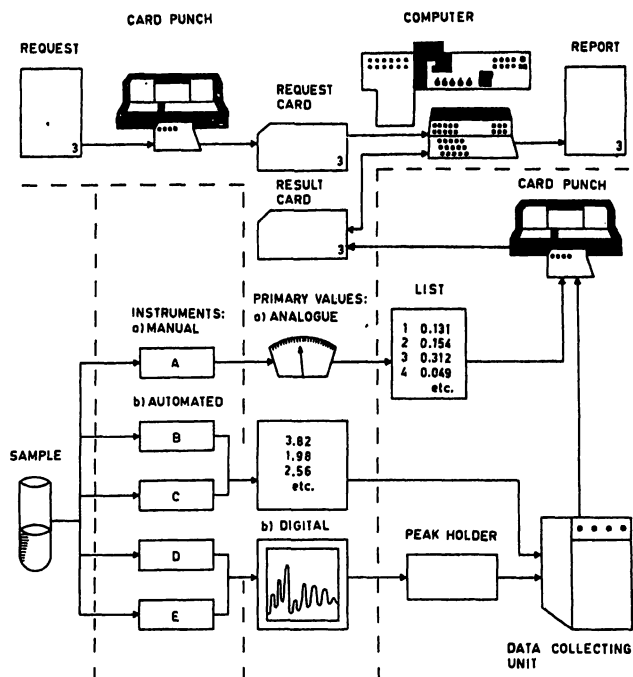 CARD PUNCH
COMPUTER
REQUEST
REPORT
REQUEST
CARD
3
3
3
RESULT
CARD
3
CARD PUNCH
INSTRUMENTS:
a) MANUAL
PRIMARY VALUES:
a) ANALOGUE
LIST
1 0.131
2 0.154
3 0.312
4 0.049
etc.
A
b) AUTOMATED
B
3.82
1.98
2.56
etc.
SAMPLE
C
b) DIGITAL
PEAK HOLDER
D
E
DATA COLLECTING
UNIT